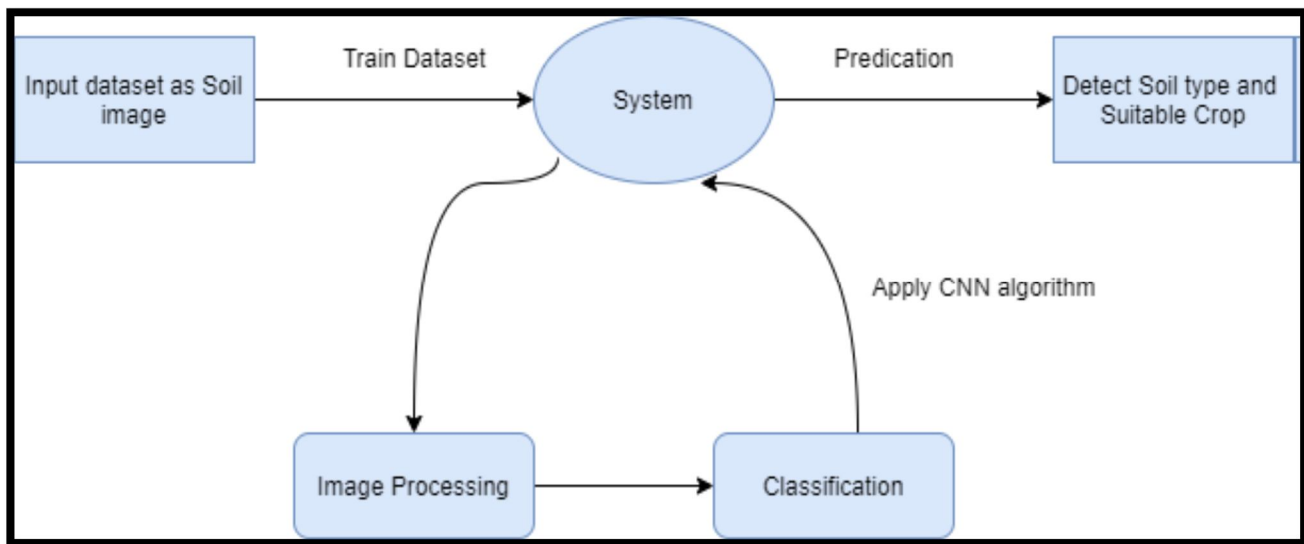 Input dataset as Soil
image
Train Dataset
System
Predication
Detect Soil type and
Suitable Crop
Apply CNN algorithm
Image Processing
Classification